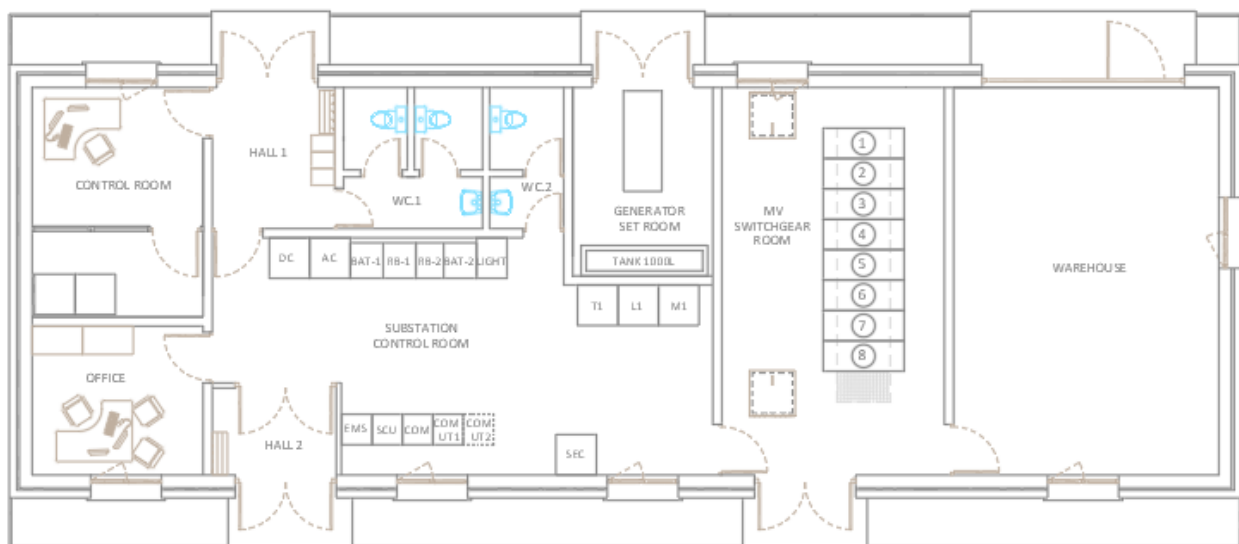 CONTROL ROOM
HALL 1
WC.1
WC.2
GENERATOR
SET ROOM
TANK 1000L
MV
SWITCHGEAR
ROOM
1
2
3
4
5
6
7
8
WAREHOUSE
DC
AC
BAT-1
RB-1
RB-2
BAT-2
LIGHT
T1
L1
M1
SUBSTATION
CONTROL ROOM
OFFICE
HALL 2
EMS
SCU
COM
COM
UT1
COM
UT2
SEC